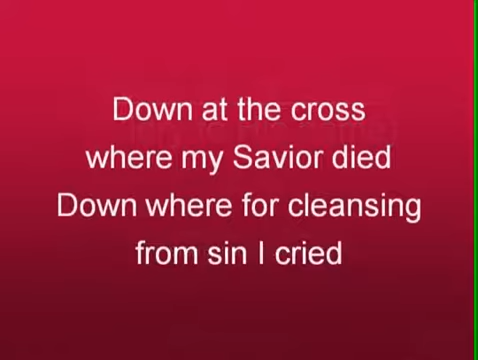 Down at the cross
where my Savior died
Down where for cleansing
from sin I cried